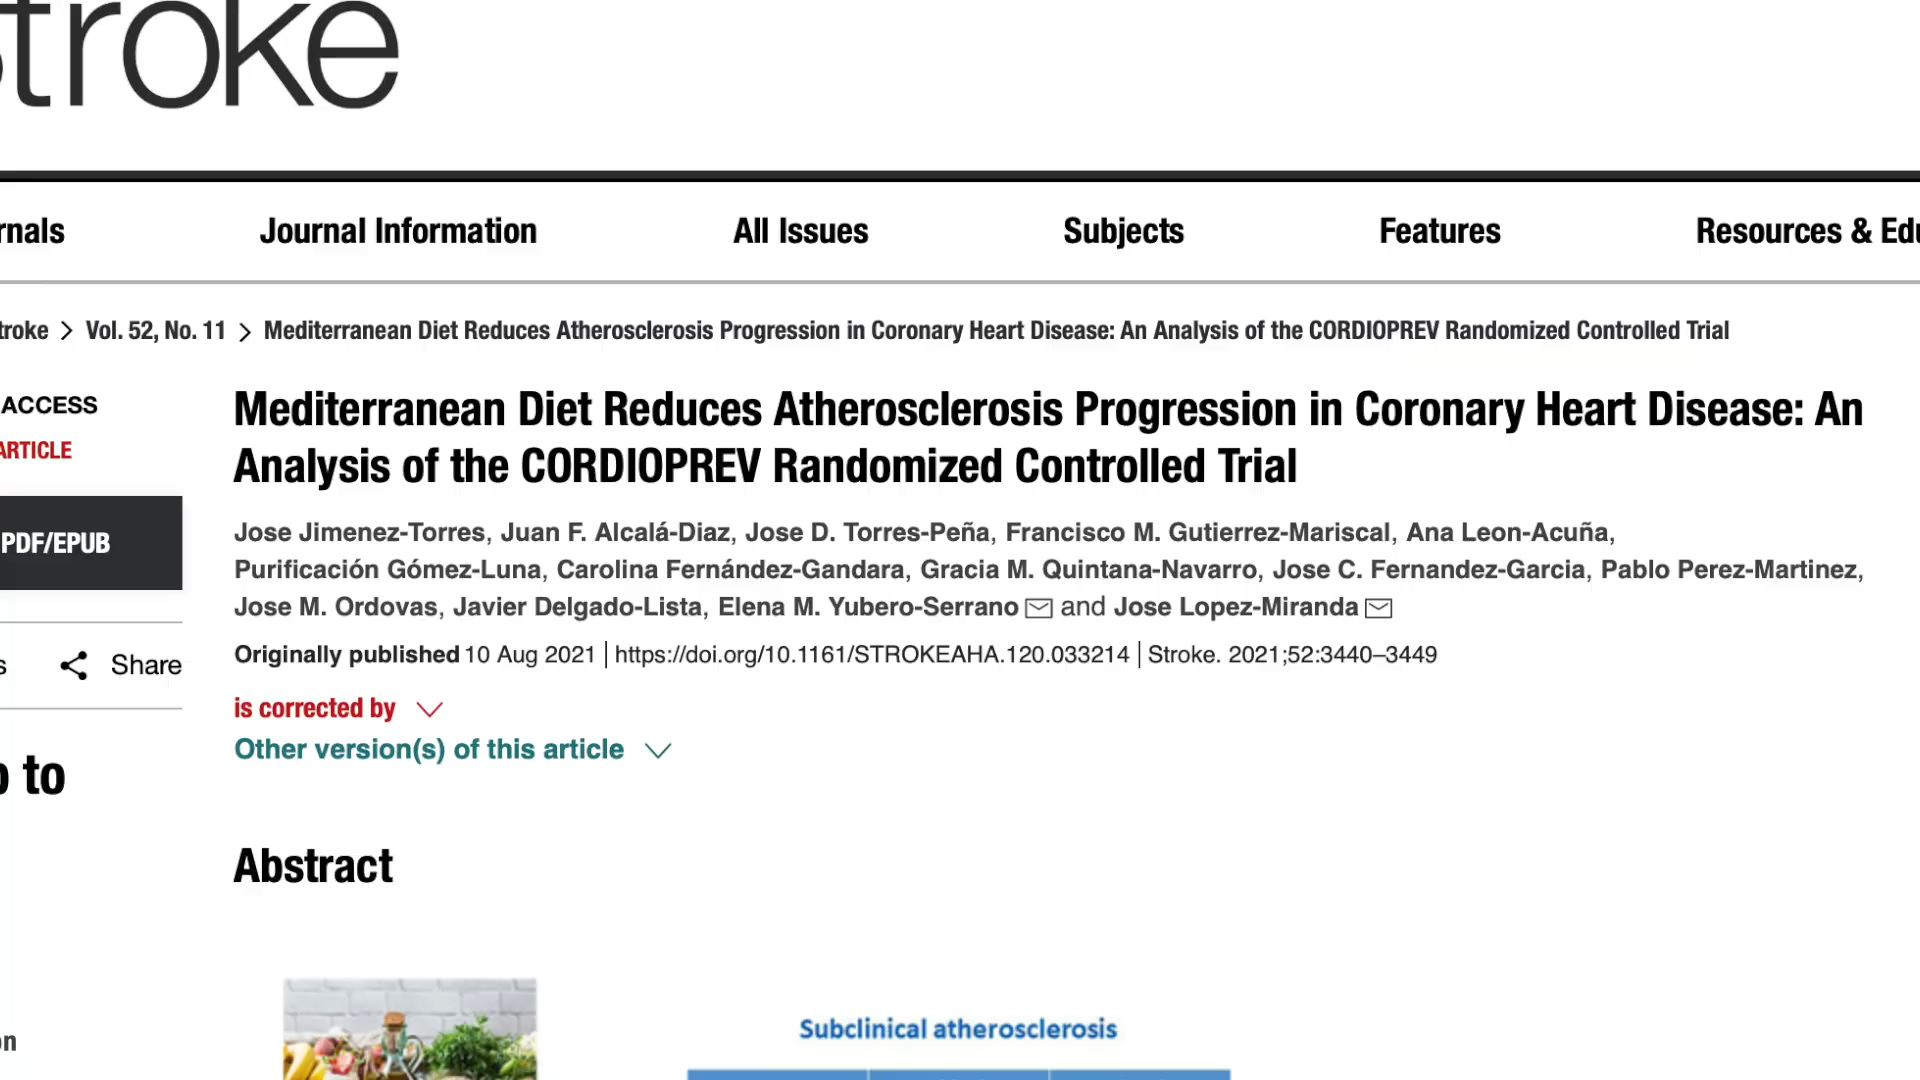 Stroke
rnals Journal Information All Issues Subjects Features Resources & Edu
troke > Vol. 52, No. 11 > Mediterranean Diet Reduces Atherosclerosis Progression in Coronary Heart Disease: An Analysis of the CORDIOPREV Randomized Controlled Trial
ACCESS
ARTICLE
PDF/EPUB
s Share
o to
on
Mediterranean Diet Reduces Atherosclerosis Progression in Coronary Heart Disease: An
Analysis of the CORDIOPREV Randomized Controlled Trial
Jose Jimenez-Torres, Juan F. Alcalá-Diaz, Jose D. Torres-Peña, Francisco M. Gutierrez-Mariscal, Ana Leon-Acuña,
Purificación Gómez-Luna, Carolina Fernández-Gandara, Gracia M. Quintana-Navarro, Jose C. Fernandez-Garcia, Pablo Perez-Martinez,
Jose M. Ordovas, Javier Delgado-Lista, Elena M. Yubero-Serrano and Jose Lopez-Miranda
Originally published 10 Aug 2021 | https://doi.org/10.1161/STROKEAHA.120.033214 | Stroke. 2021;52:3440–3449
is corrected by
Other version(s) of this article
Abstract
Subclinical atherosclerosis